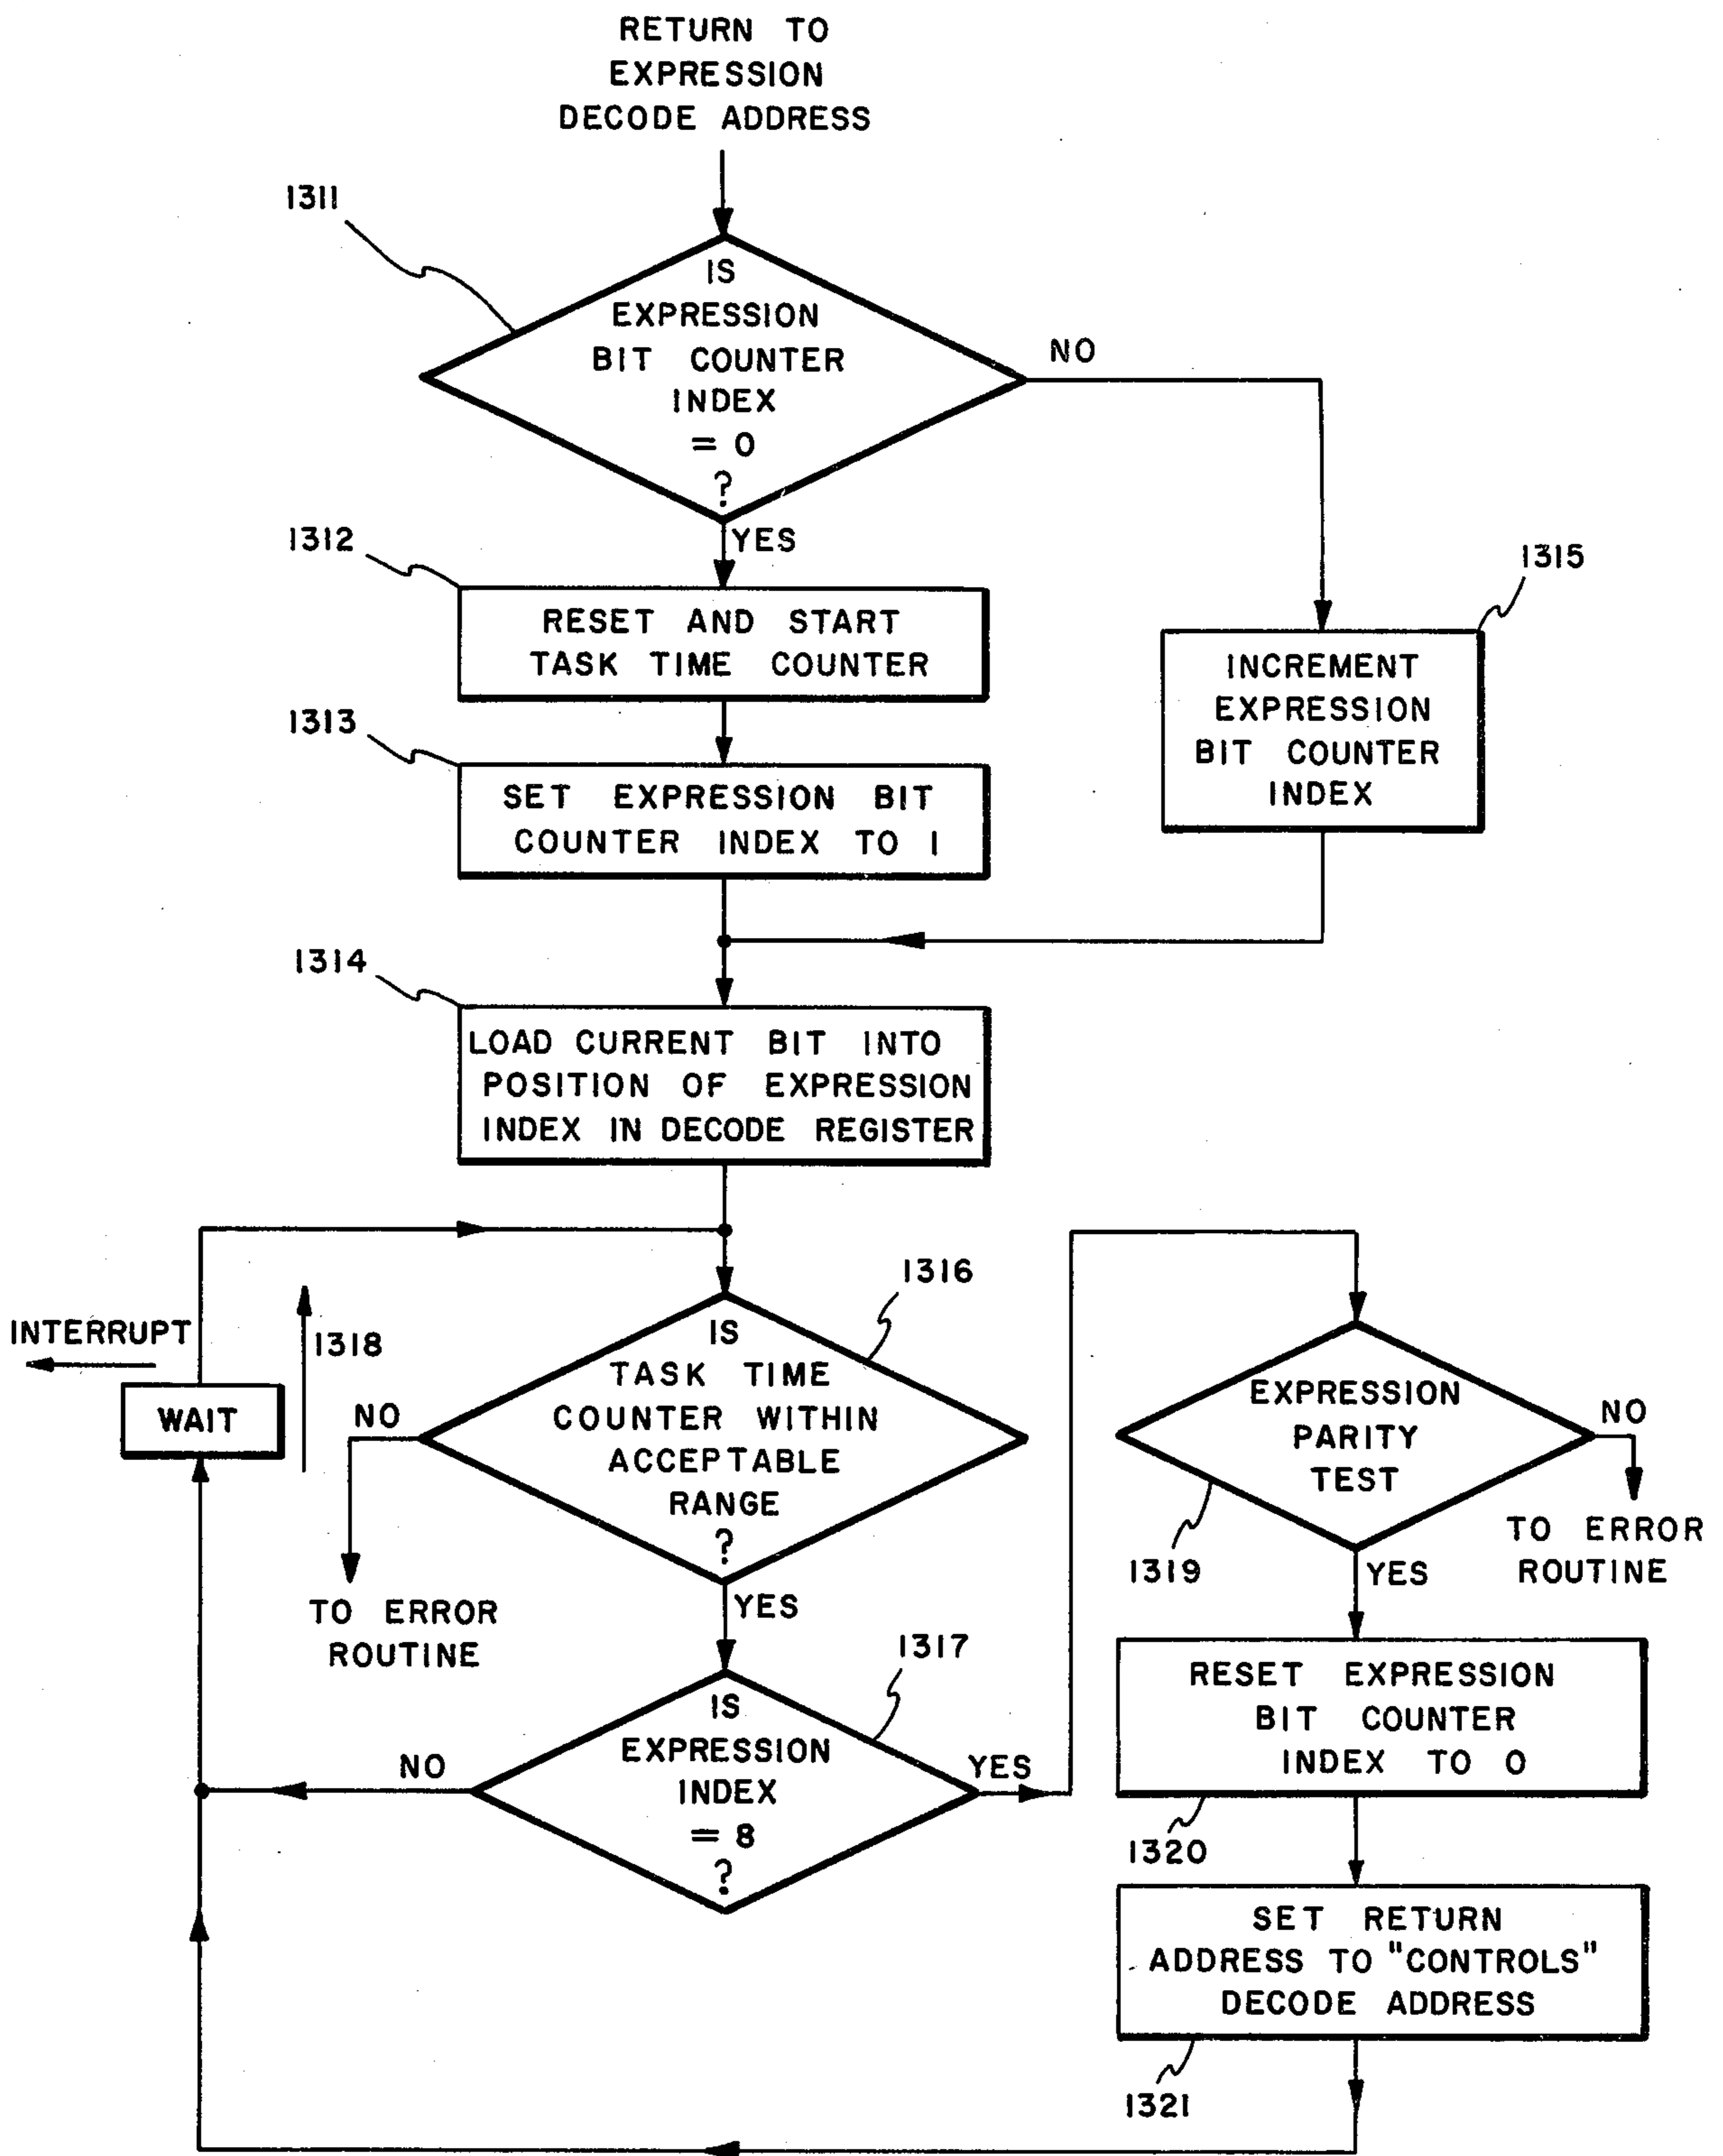 RETURN TO
EXPRESSION
DECODE ADDRESS
1311
IS
EXPRESSION
BIT COUNTER
INDEX
= 0
?
NO
YES
1312
RESET AND START
TASK TIME COUNTER
1315
INCREMENT
EXPRESSION
BIT COUNTER
INDEX
1313
SET EXPRESSION BIT
COUNTER INDEX TO 1
1314
LOAD CURRENT BIT INTO
POSITION OF EXPRESSION
INDEX IN DECODE REGISTER
1316
INTERRUPT
1318
WAIT
IS
TASK TIME
COUNTER WITHIN
ACCEPTABLE
RANGE
?
NO
TO ERROR
ROUTINE
YES
1317
IS
EXPRESSION
INDEX
= 8
?
NO
YES
EXPRESSION
PARITY
TEST
NO
TO ERROR
ROUTINE
1319
YES
RESET EXPRESSION
BIT COUNTER
INDEX TO 0
1320
SET RETURN
ADDRESS TO "CONTROLS"
DECODE ADDRESS
1321